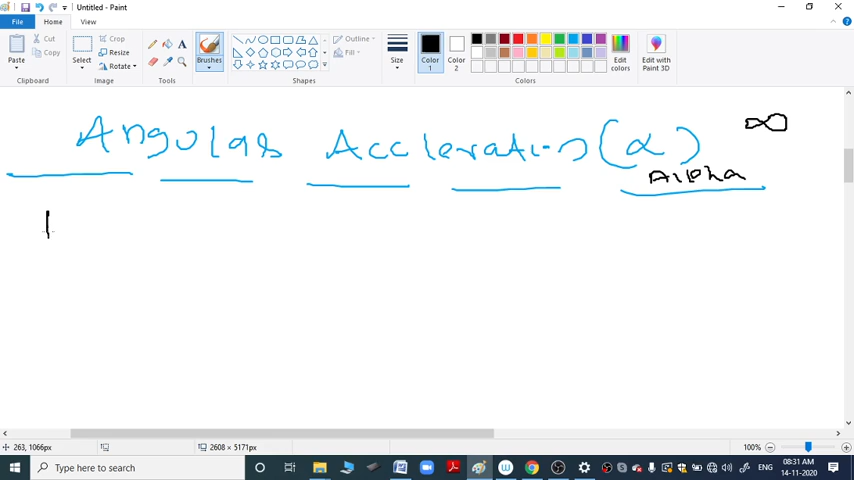 Untitled - Paint
File Home View
Paste Cut Copy Clipboard
Select Crop Resize Rotate Image
Tools
Brushes
Shapes Outline Fill
Size
Color 1 Color 2 Colors
Edit colors
Edit with Paint 3D
Angular Accleration (α) ∞
Alpha
263, 1066px 2608 × 5171px 100%
Type here to search ENG 08:31 AM 14-11-2020